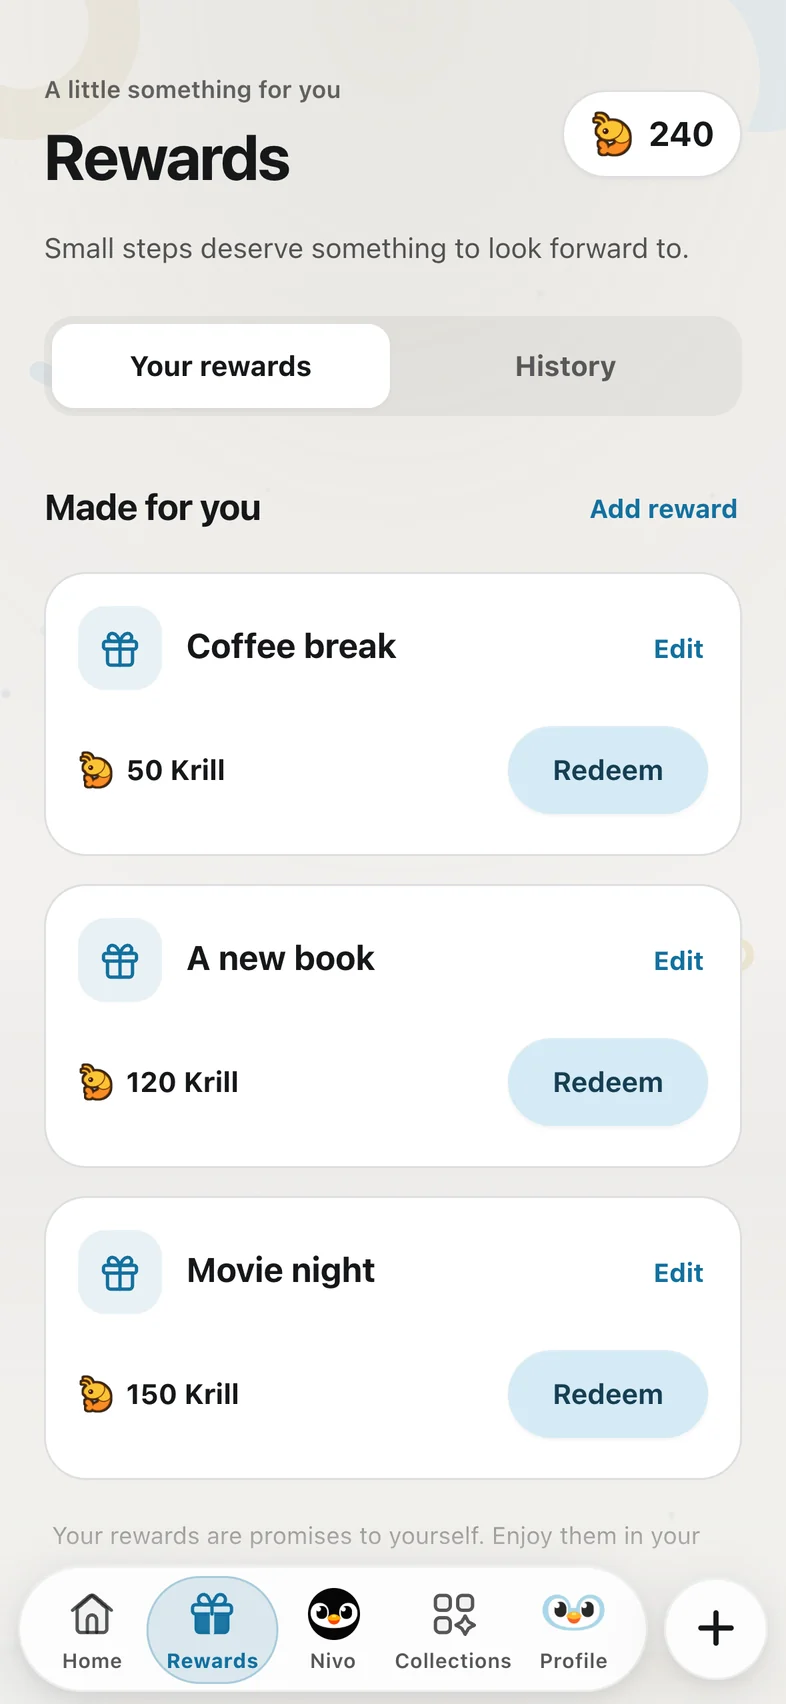 A little something for you
Rewards
240
Small steps deserve something to look forward to.
Your rewards
History
Made for you
Add reward
Coffee break
Edit
50 Krill
Redeem
A new book
Edit
120 Krill
Redeem
Movie night
Edit
150 Krill
Redeem
Your rewards are promises to yourself. Enjoy them in your
Home
Rewards
Nivo
Collections
Profile